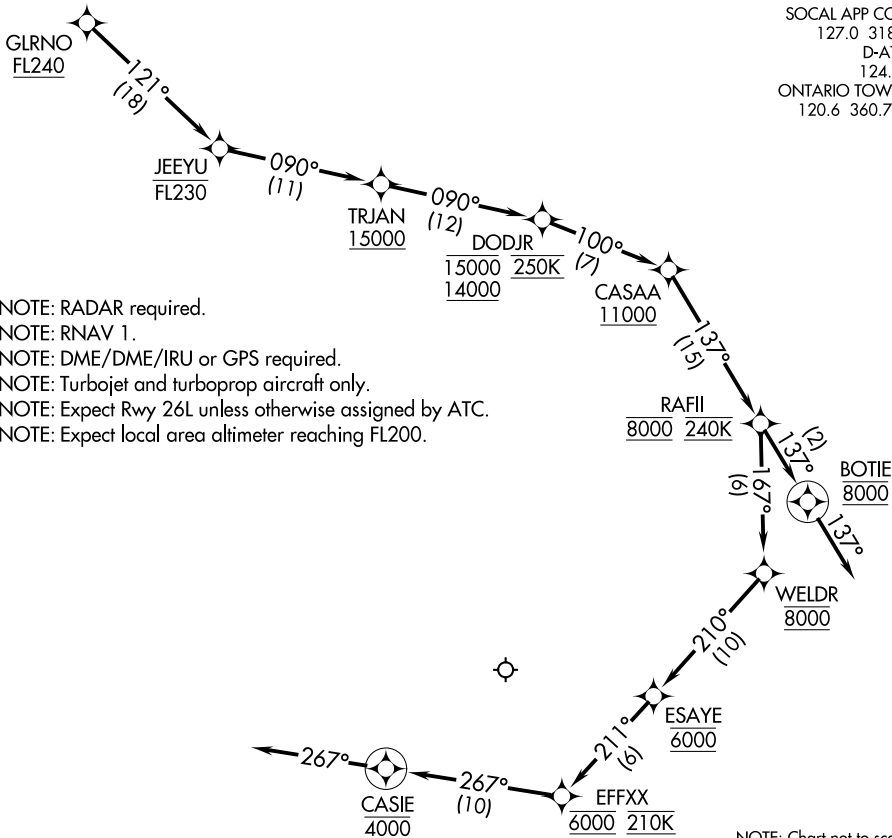 SOCAL APP CO
127.0 318
D-AT
124.
ONTARIO TOW
120.6 360.7
GLRNO
FL240
121°
(18)
JEEYU
FL230
090°
(11)
TRJAN
15000
090°
(12)
DODJR
15000 250K
14000
100°
(7)
CASAA
11000
137°
(15)
NOTE: RADAR required.
NOTE: RNAV 1.
NOTE: DME/DME/IRU or GPS required.
NOTE: Turbojet and turboprop aircraft only.
NOTE: Expect Rwy 26L unless otherwise assigned by ATC.
NOTE: Expect local area altimeter reaching FL200.
RAFII
8000 240K
(2)
137°
BOTIE
8000
137°
167°
(6)
WELDR
8000
210°
(10)
ESAYE
6000
211°
(6)
EFFXX
6000 210K
267°
(10)
CASIE
4000
267°
NOTE: Chart not to sca